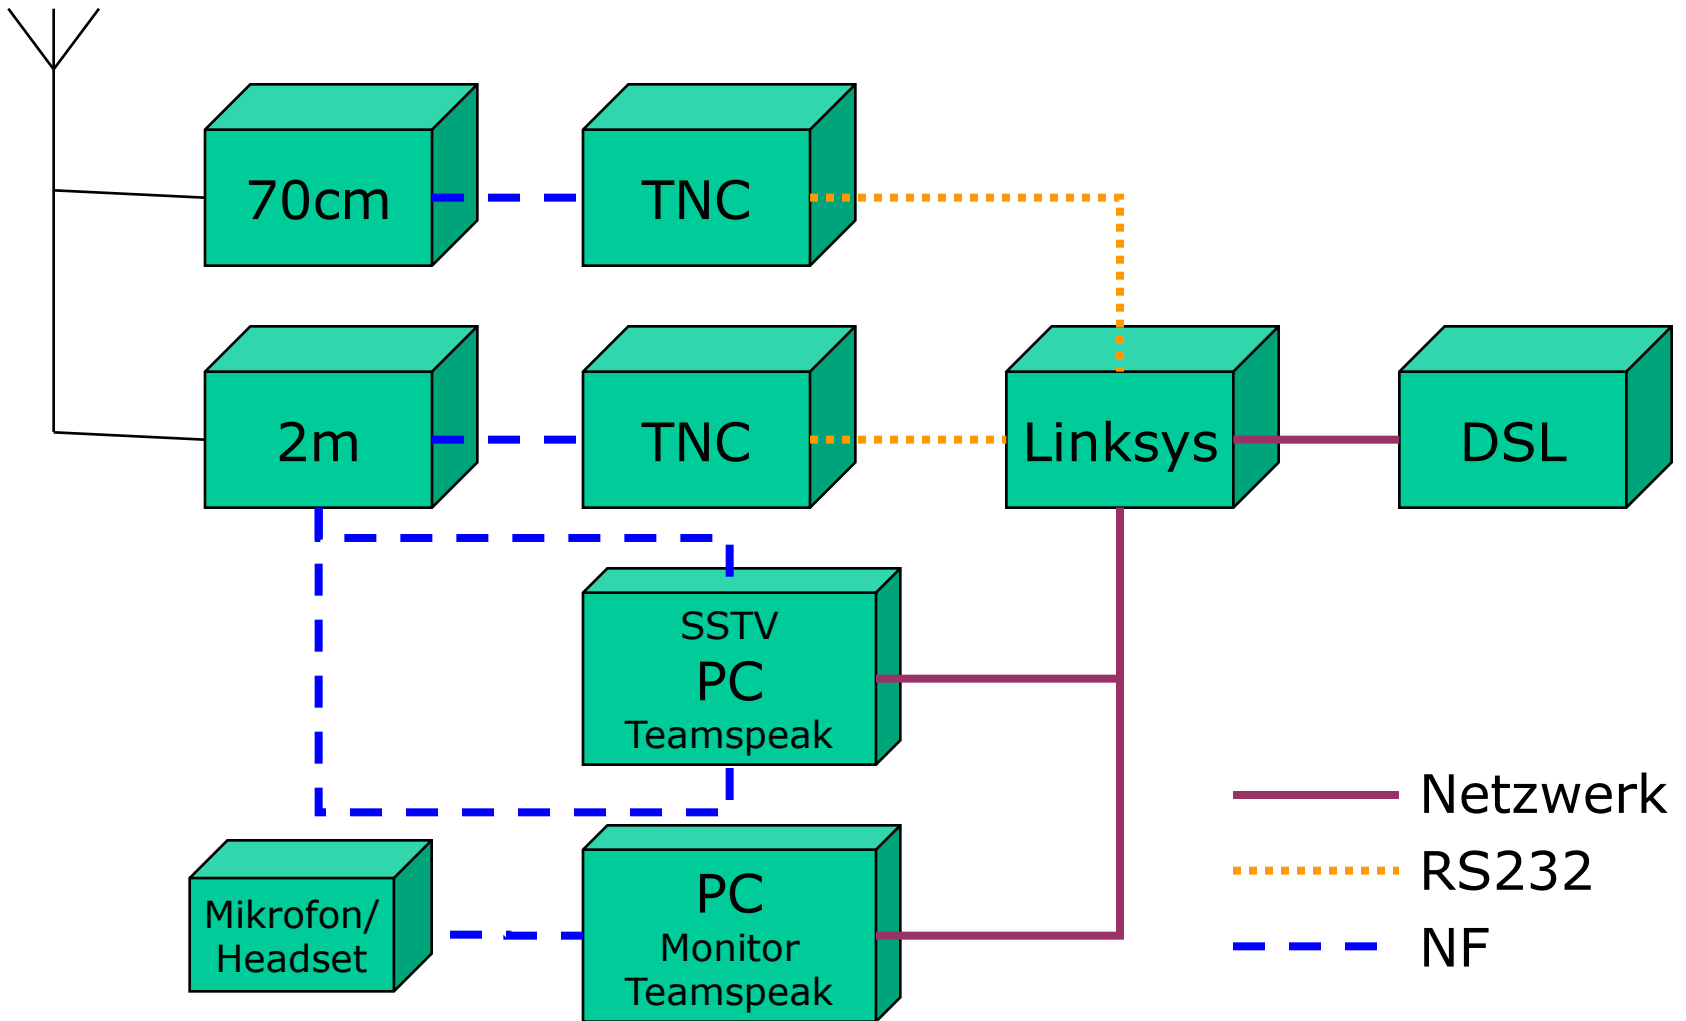 70cm
TNC
2m
TNC
Linksys
DSL
SSTV
PC
Teamspeak
Mikrofon/
Headset
PC
Monitor
Teamspeak
Netzwerk
RS232
NF